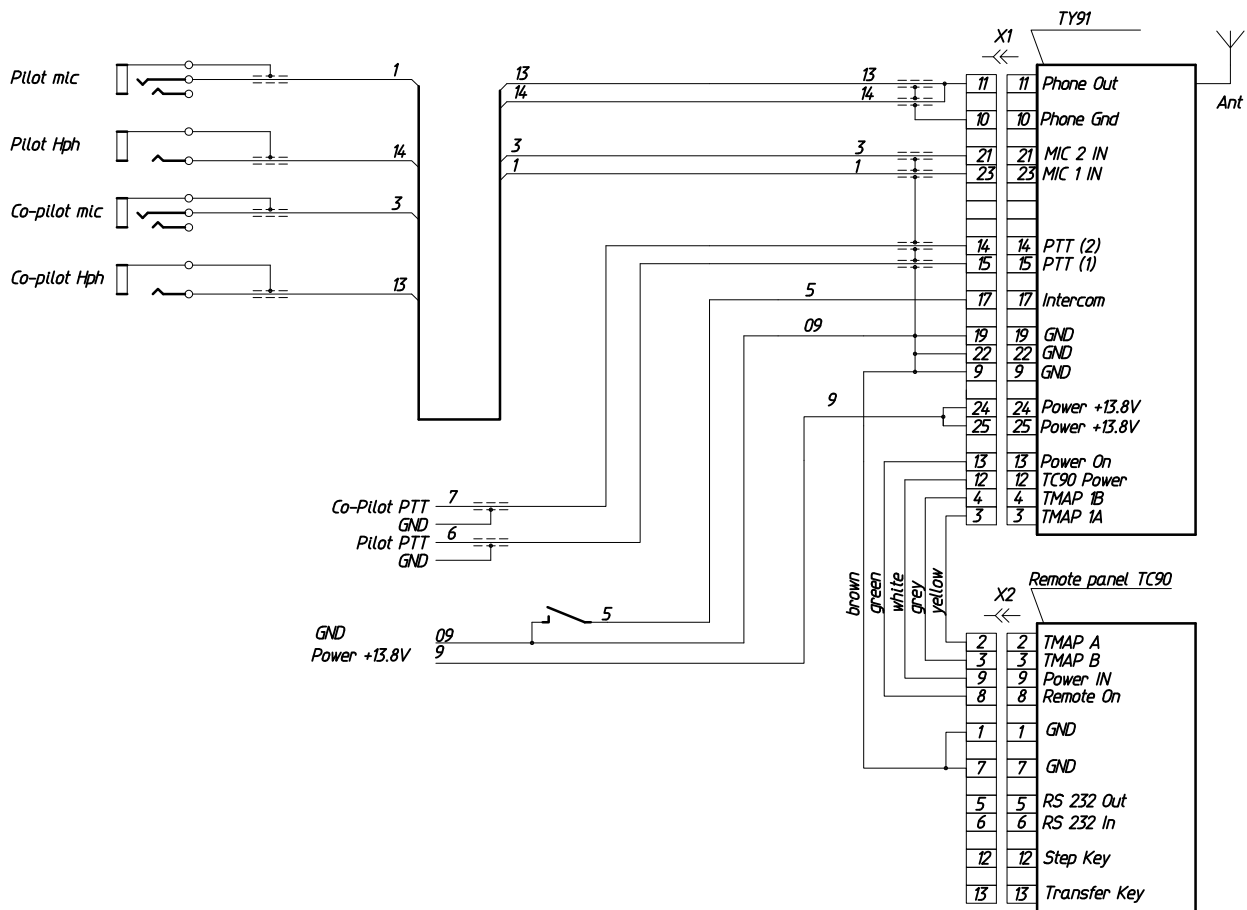 TY91
X1
Ant
Pilot mic
1
13
13
11 11 Phone Out
14
14
Pilot Hph
14
10 10 Phone Gnd
3
3
21 21 MIC 2 IN
1
1
23 23 MIC 1 IN
Co-pilot mic
3
14 14 PTT (2)
15 15 PTT (1)
Co-pilot Hph
13
5
17 17 Intercom
09
19 19 GND
22 22 GND
9 9 GND
9
24 24 Power +13.8V
25 25 Power +13.8V
13 13 Power On
12 12 TC90 Power
4 4 TMAP 1B
3 3 TMAP 1A
Co-Pilot PTT 7
GND
Pilot PTT 6
GND
brown
green
white
grey
yellow
Remote panel TC90
X2
5
GND 09
Power +13.8V 9
2 2 TMAP A
3 3 TMAP B
9 9 Power IN
8 8 Remote On
1 1 GND
7 7 GND
5 5 RS 232 Out
6 6 RS 232 In
12 12 Step Key
13 13 Transfer Key